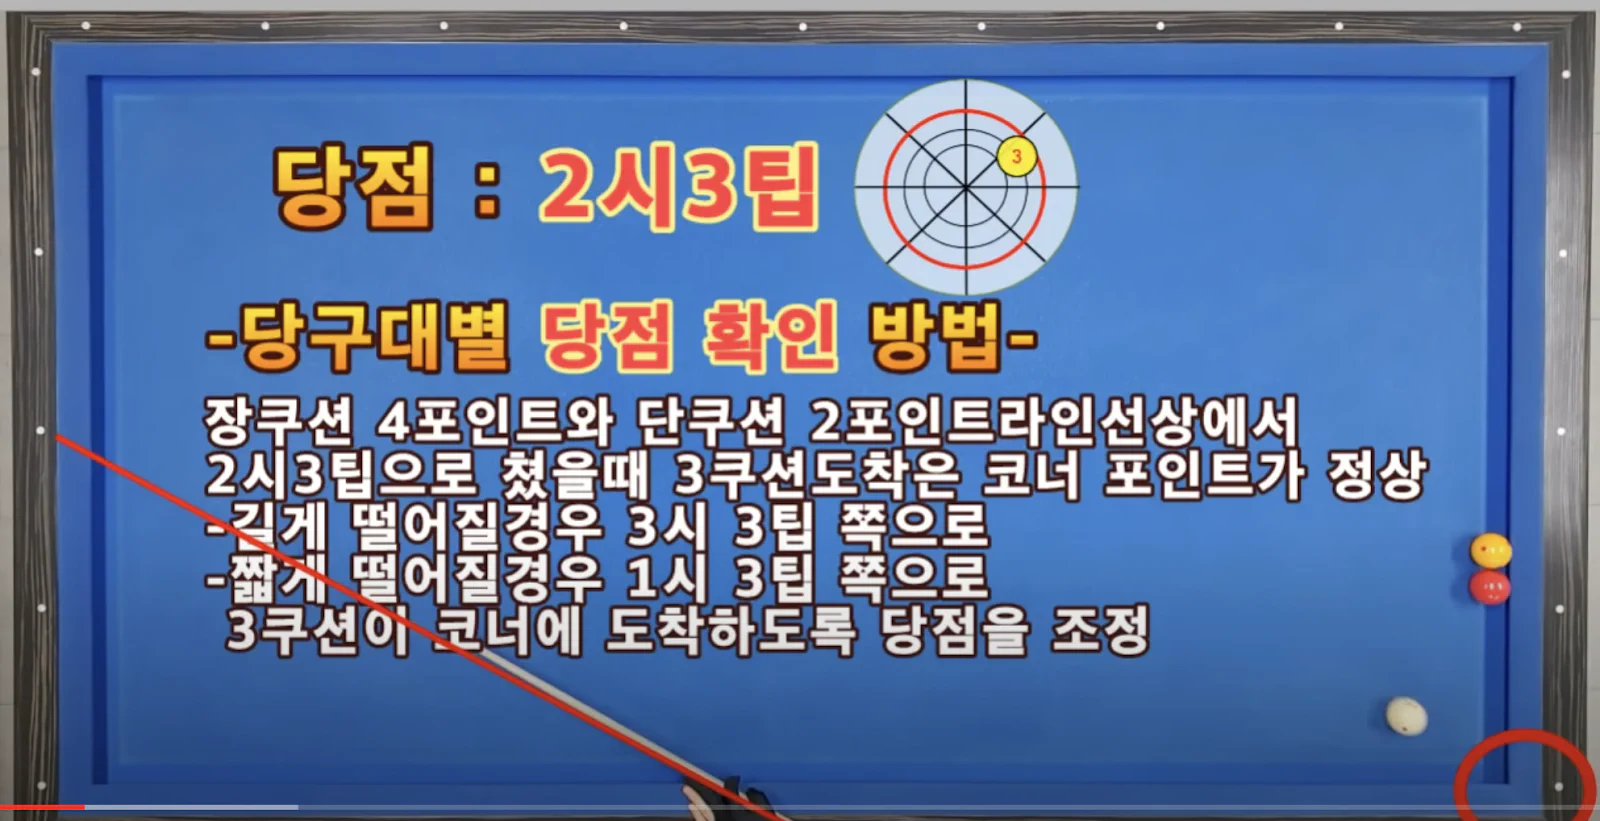 당점 : 2시3팁
3
-당구대별 당점 확인 방법-
장쿠션 4포인트와 단쿠션 2포인트라인선상에서
2시3팁으로 쳤을때 3쿠션도착은 코너 포인트가 정상
-길게 떨어질경우 3시 3팁 쪽으로
-짧게 떨어질경우 1시 3팁 쪽으로
3쿠션이 코너에 도착하도록 당점을 조정